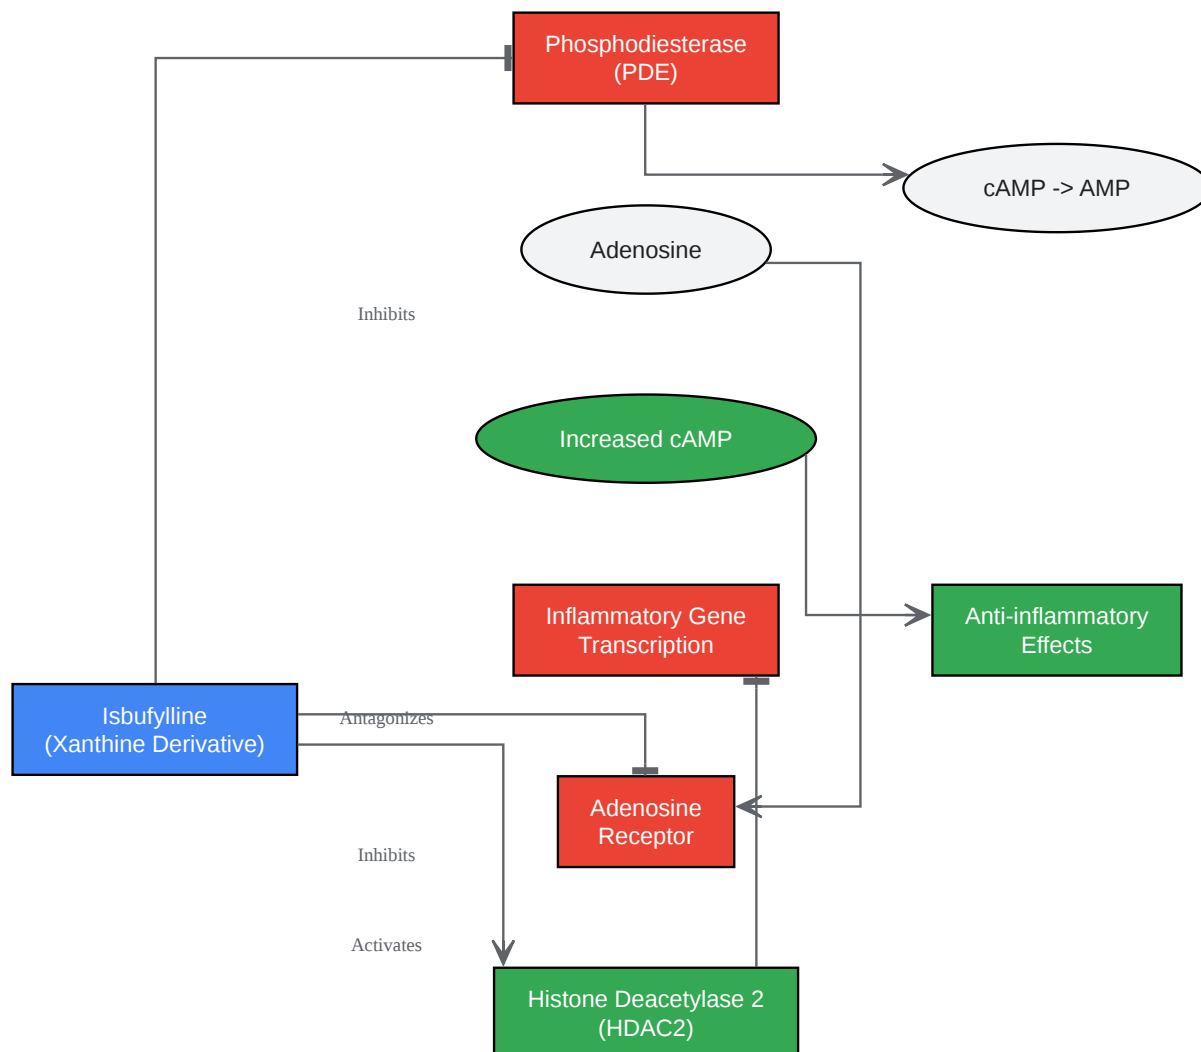 Phosphodiesterase
(PDE)
cAMP -> AMP
Adenosine
Inhibits
Increased cAMP
Inflammatory Gene
Transcription
Anti-inflammatory
Effects
Isbufylline
(Xanthine Derivative)
Antagonizes
Adenosine
Receptor
Inhibits
Activates
Histone Deacetylase 2
(HDAC2)